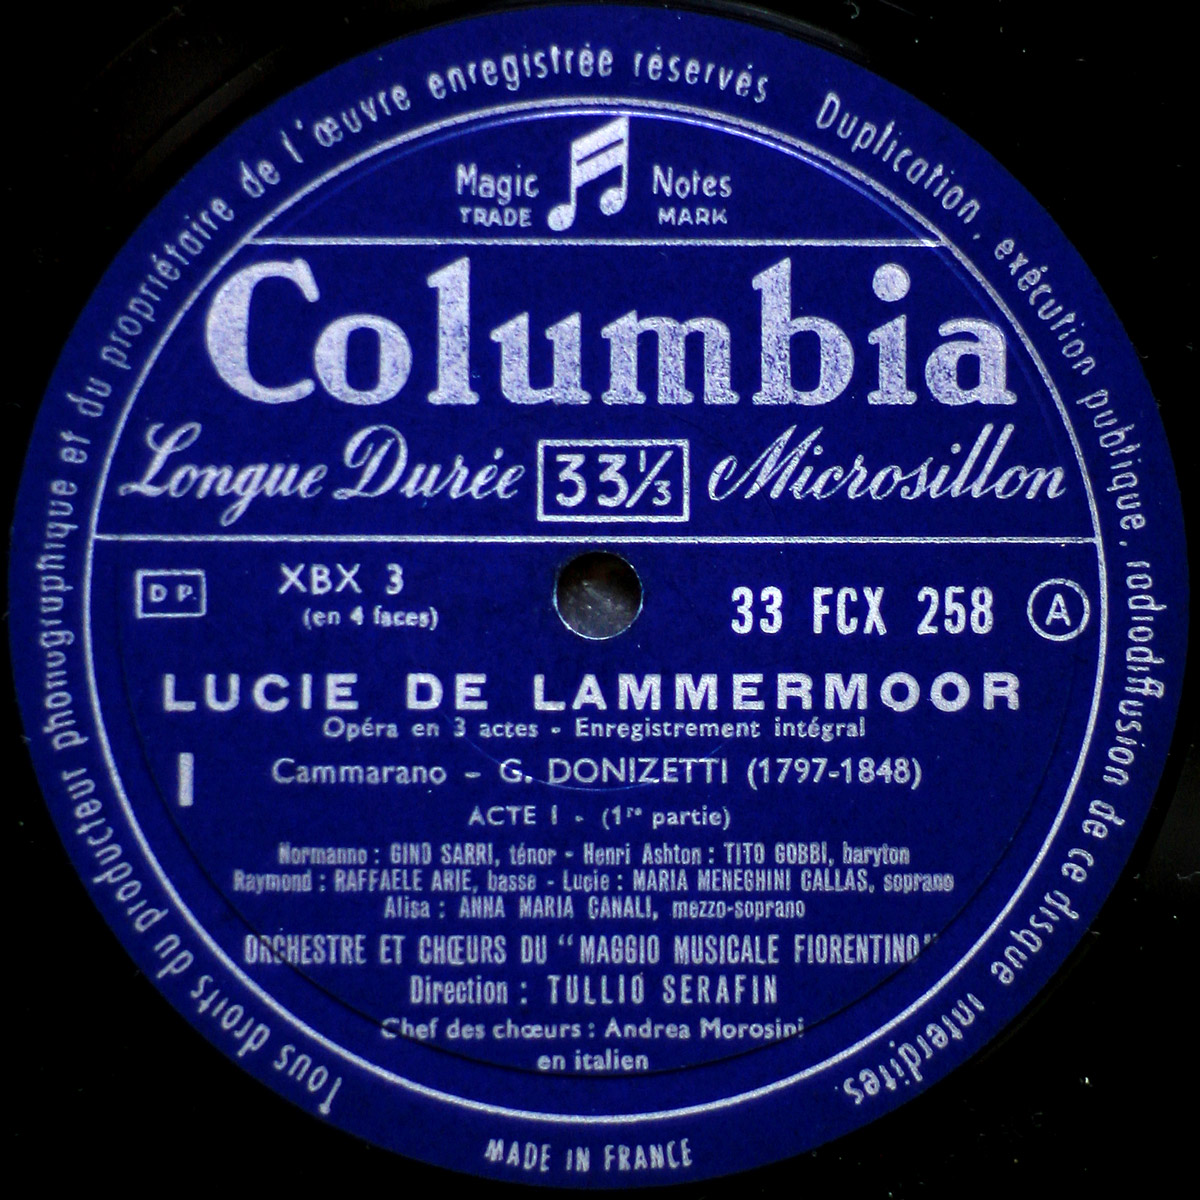 Tous droits du producteur phonographique et du propriétaire de l'œuvre enregistrée réservés Duplication, exécution publique, radiodiffusion de ce disque interdites.
Magic Notes
TRADE MARK
Columbia
Longue Durée 33⅓ Microsillon
DP. XBX 3 33 FCX 258 A
(en 4 faces)
LUCIE DE LAMMERMOOR
Opéra en 3 actes - Enregistrement intégral
I Cammarano - G. DONIZETTI (1797-1848)
ACTE I - (1re partie)
Normanno : GINO SARRI, ténor - Henri Ashton : TITO GOBBI, baryton
Raymond : RAFFAELE ARIE, basse - Lucie : MARIA MENEGHINI CALLAS, soprano
Alisa : ANNA MARIA CANALI, mezzo-soprano
ORCHESTRE ET CHŒURS DU "MAGGIO MUSICALE FIORENTINO"
Direction : TULLIO SERAFIN
Chef des chœurs : Andrea Morosini
en italien
MADE IN FRANCE